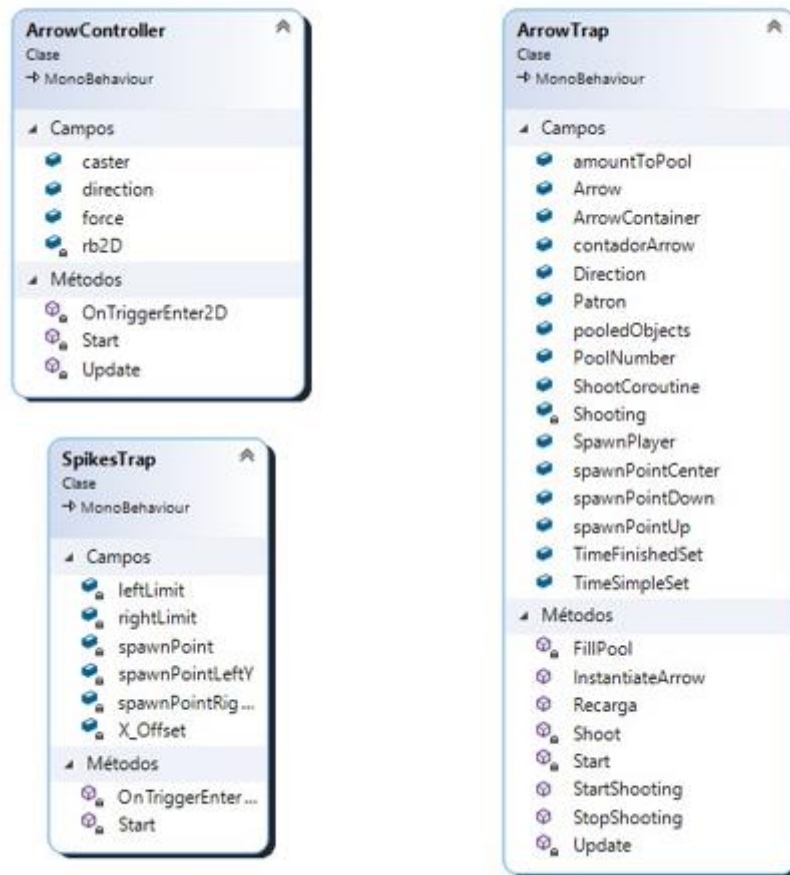 ArrowController
Clase
MonoBehaviour
Campos
caster
direction
force
rb2D
Métodos
OnTriggerEnter2D
Start
Update
SpikesTrap
Clase
MonoBehaviour
Campos
leftLimit
rightLimit
spawnPoint
spawnPointLeftY
spawnPointRig...
X_Offset
Métodos
OnTriggerEnter...
Start
ArrowTrap
Clase
MonoBehaviour
Campos
amountToPool
Arrow
ArrowContainer
contadorArrow
Direction
Patron
pooledObjects
PoolNumber
ShootCoroutine
Shooting
SpawnPlayer
spawnPointCenter
spawnPointDown
spawnPointUp
TimeFinishedSet
TimeSimpleSet
Métodos
FillPool
InstantiateArrow
Recarga
Shoot
Start
StartShooting
StopShooting
Update